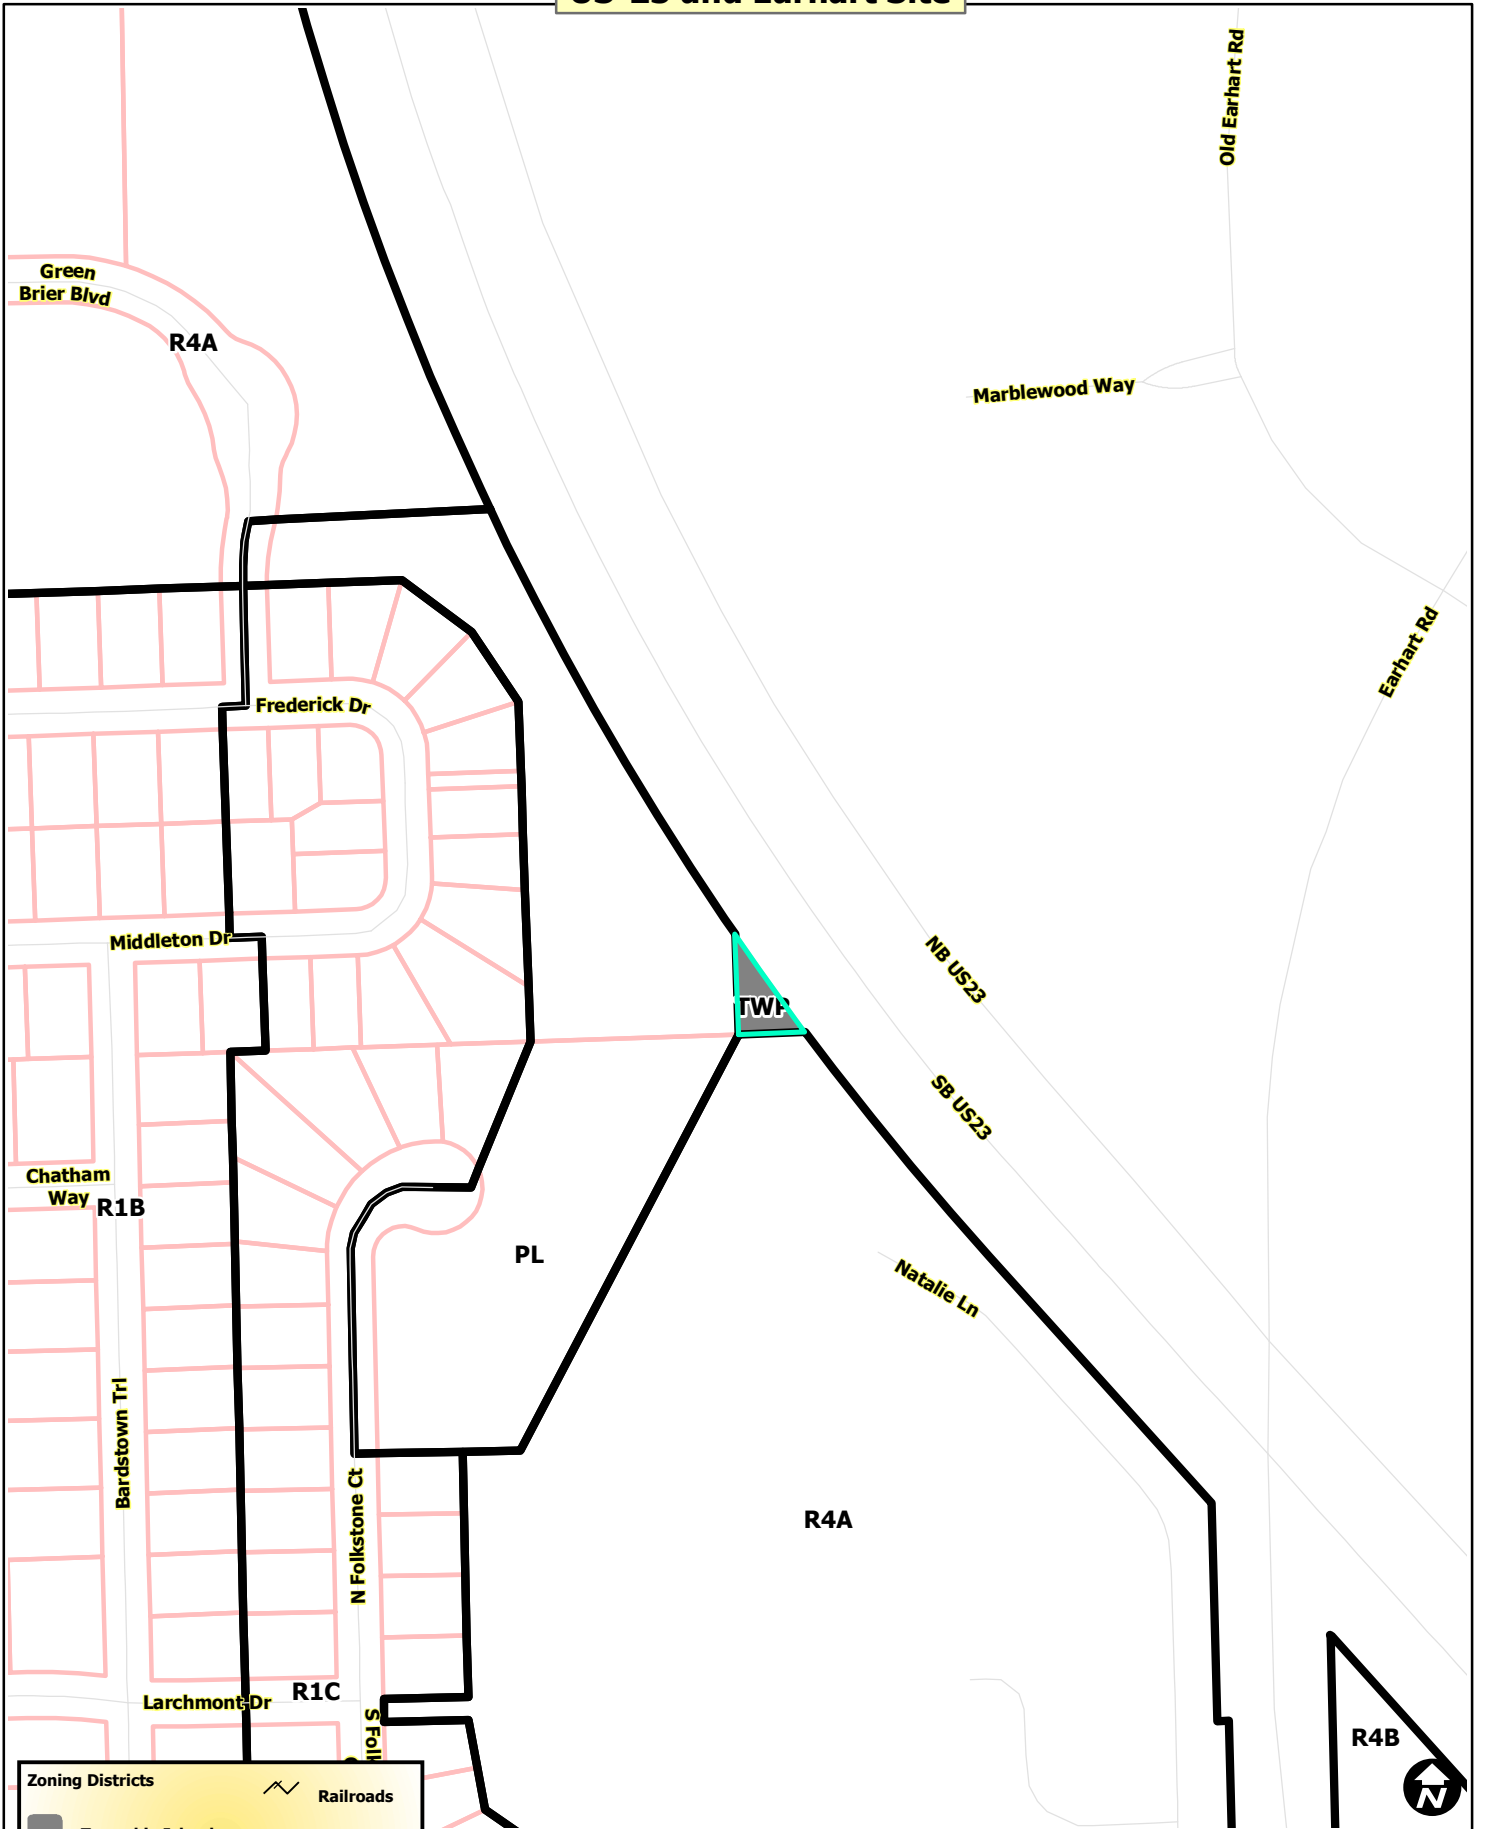 Old Earhart Rd
Green
Brier Blvd
R4A
Marblewood Way
Earhart Rd
Frederick Dr
Middleton Dr
NB US23
TWP
SB US23
Chatham
Way
R1B
PL
Natalie Ln
Bardstown Trl
N Folkstone Ct
R4A
R1C
Larchmont Dr
R4B
Zoning Districts
Railroads
N